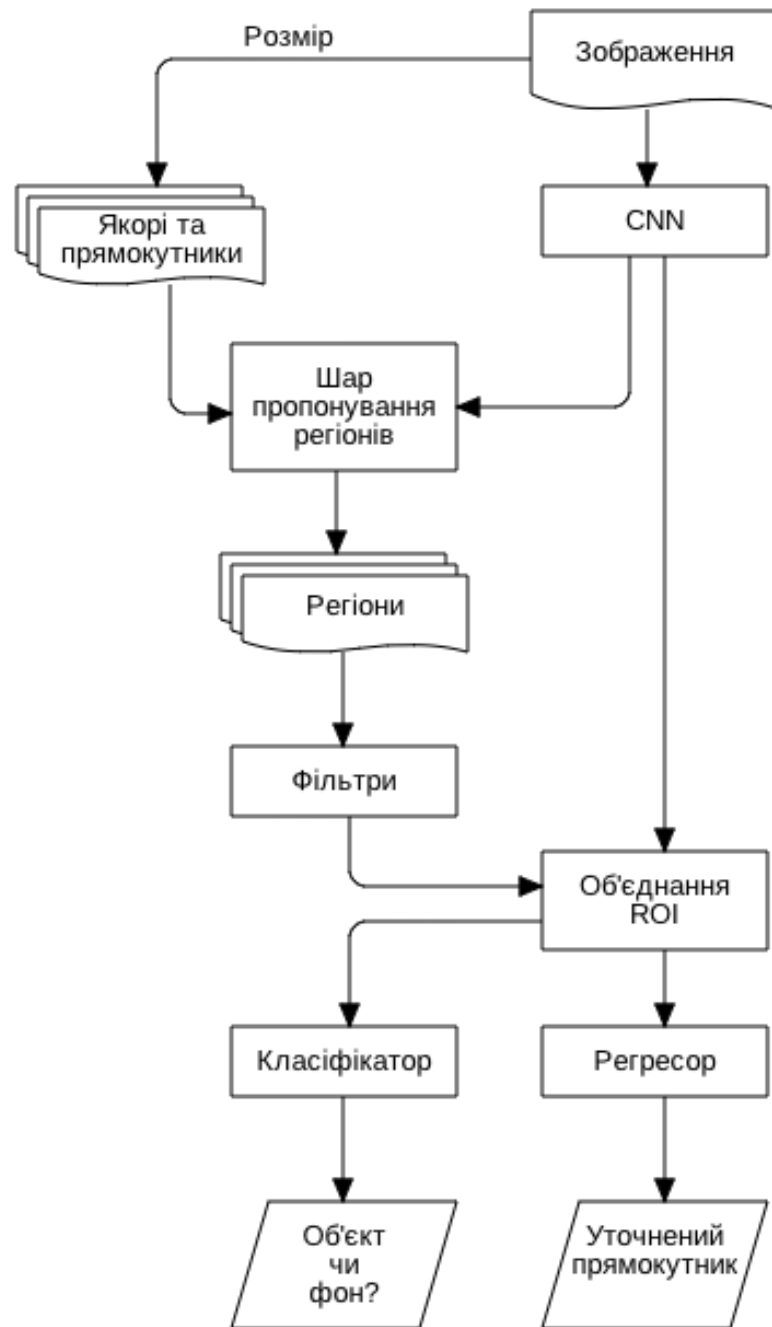 Розмір
Зображення
Якорі та
прямокутники
CNN
Шар
пропонування
регіонів
Регіони
Фільтри
Об'єднання
ROI
Класіфікатор
Регресор
Об'єкт
чи
фон?
Уточнений
прямокутник